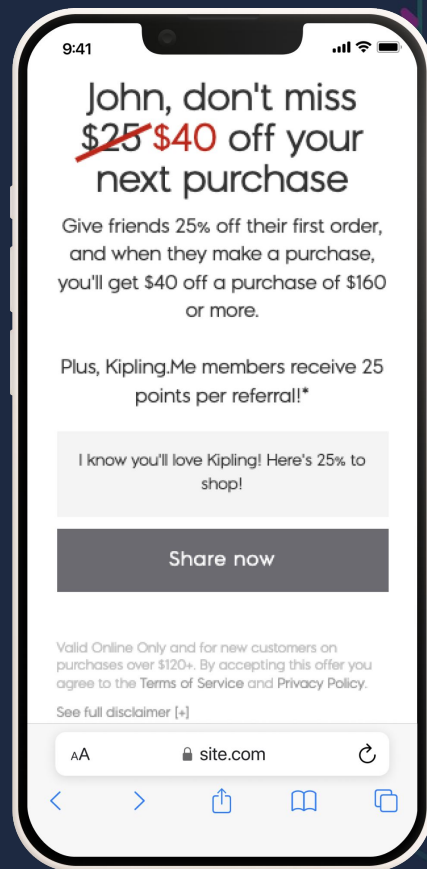 9:41
John, don't miss
$25 $40 off your
next purchase
Give friends 25% off their first order,
and when they make a purchase,
you'll get $40 off a purchase of $160
or more.
Plus, Kipling.Me members receive 25
points per referral!*
I know you'll love Kipling! Here's 25% to
shop!
Share now
Valid Online Only and for new customers on
purchases over $120+. By accepting this offer you
agree to the Terms of Service and Privacy Policy.
See full disclaimer [+]
AA site.com